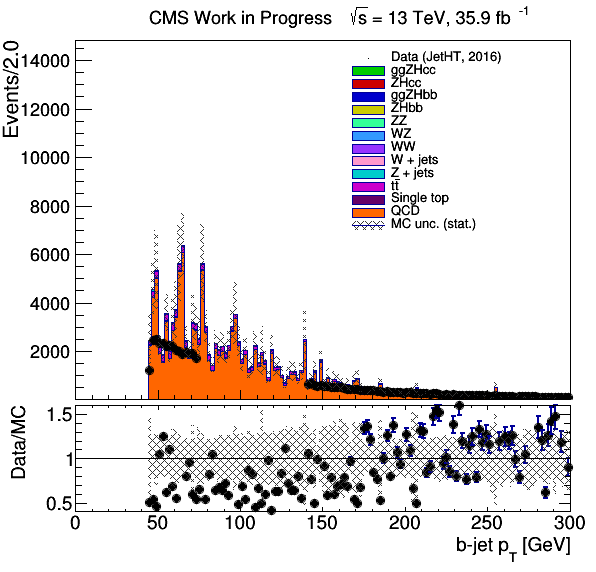 CMS Work in Progress √s = 13 TeV, 35.9 fb⁻¹
Events/2.0
14000
12000
10000
8000
6000
4000
2000
Data (JetHT, 2016)
ggZHcc
ZHcc
ggZHbb
ZHbb
ZZ
WZ
WW
W + jets
Z + jets
tt̄
Single top
QCD
MC unc. (stat.)
Data/MC
1.5
1
0.5
0 50 100 150 200 250 300
b-jet p_T [GeV]